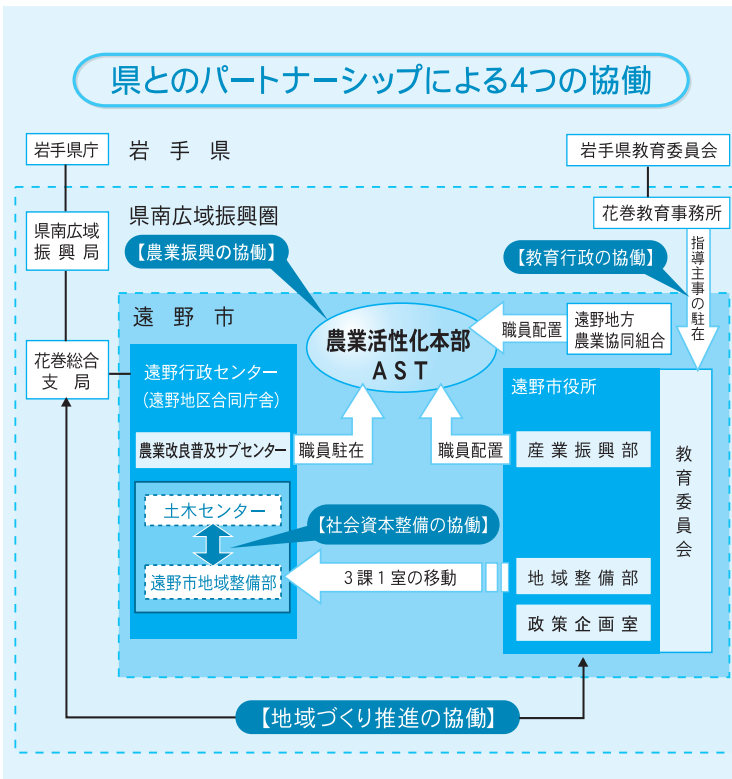 県とのパートナーシップによる4つの協働
岩手県庁
岩手県
岩手県教育委員会
県南広域振興圏
花巻教育事務所
県南広域
振興局
【農業振興の協働】
【教育行政の協働】
指導主事の駐在
遠野市
農業活性化本部
AST
職員配置
遠野地方
農業協同組合
花巻総合
支局
遠野行政センター
(遠野地区合同庁舎)
遠野市役所
農業改良普及サブセンター
職員駐在
職員配置
産業振興部
教育委員会
土木センター
【社会資本整備の協働】
遠野市地域整備部
3課1室の移動
地域整備部
政策企画室
【地域づくり推進の協働】